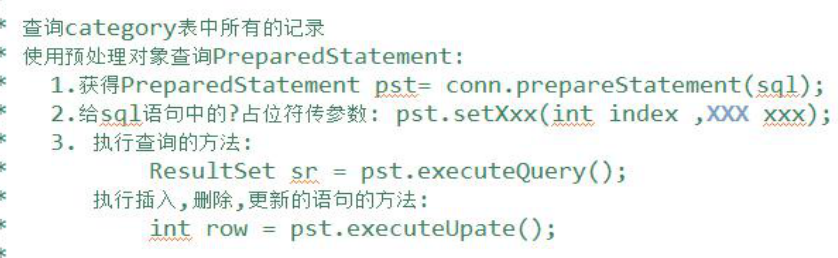 * 查询category表中所有的记录
* 使用预处理对象查询PreparedStatement:
* 1.获得PreparedStatement pst= conn.prepareStatement(sql);
* 2.给sql语句中的?占位符传参数: pst.setXxx(int index ,XXX xxx);
* 3. 执行查询的方法:
* ResultSet sr = pst.executeQuery();
* 执行插入,删除,更新的语句的方法:
* int row = pst.executeUpate();
*